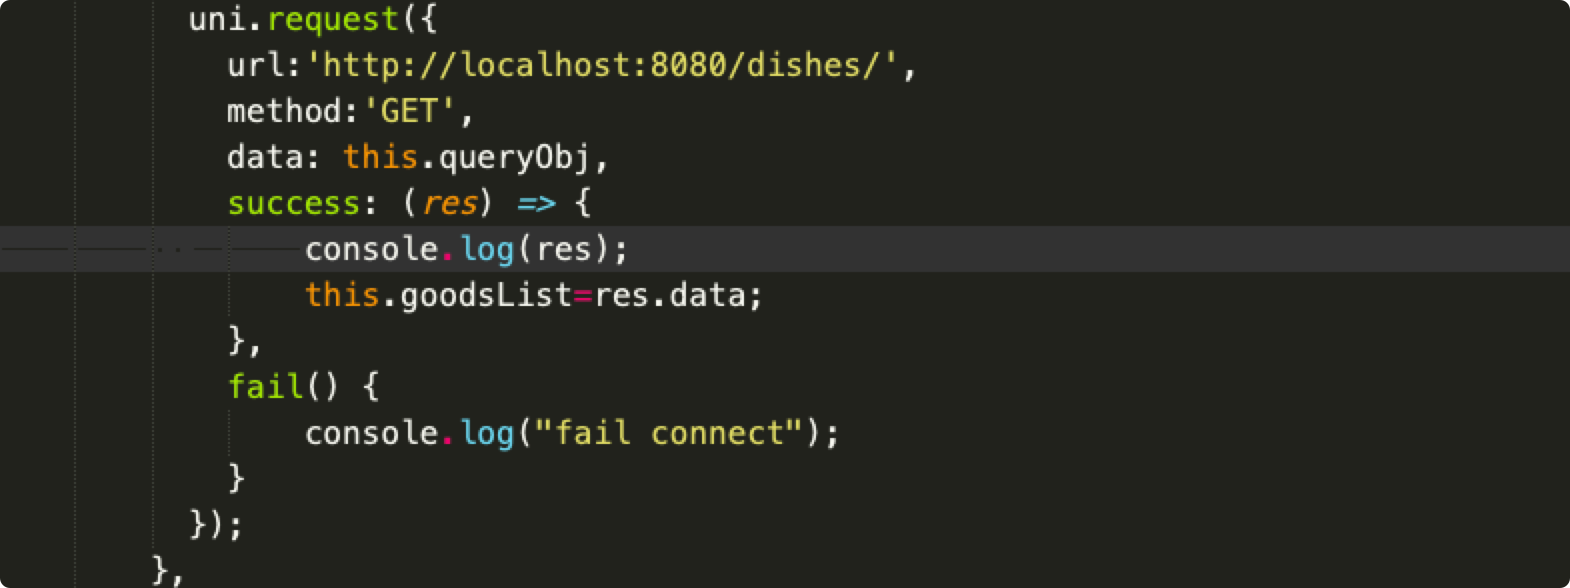 uni.request({
url:'http://localhost:8080/dishes/',
method:'GET',
data: this.queryObj,
success: (res) => {
console.log(res);
this.goodsList=res.data;
},
fail() {
console.log("fail connect");
}
});
},